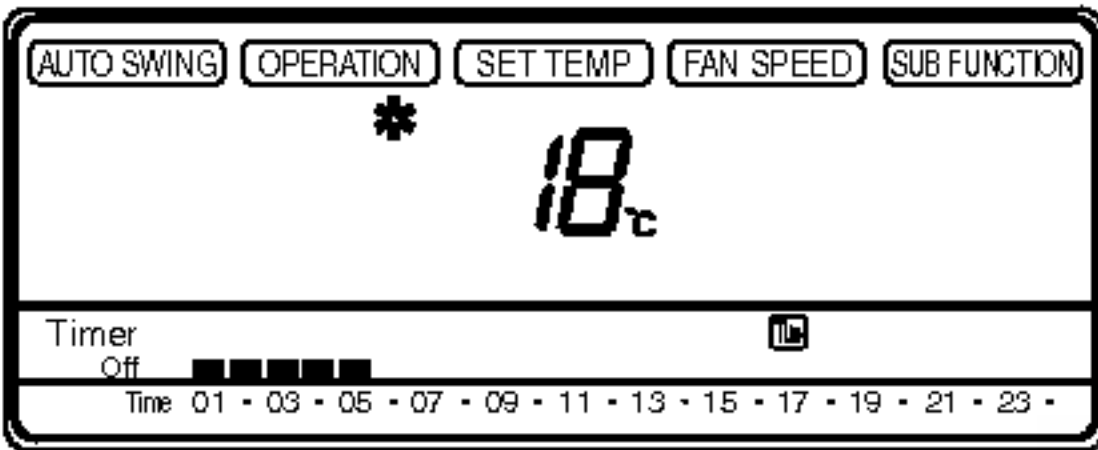 AUTO SWING OPERATION SET TEMP FAN SPEED SUB FUNCTION
18°C
Timer
Off
Time 01 - 03 - 05 - 07 - 09 - 11 - 13 - 15 - 17 - 19 - 21 - 23 -